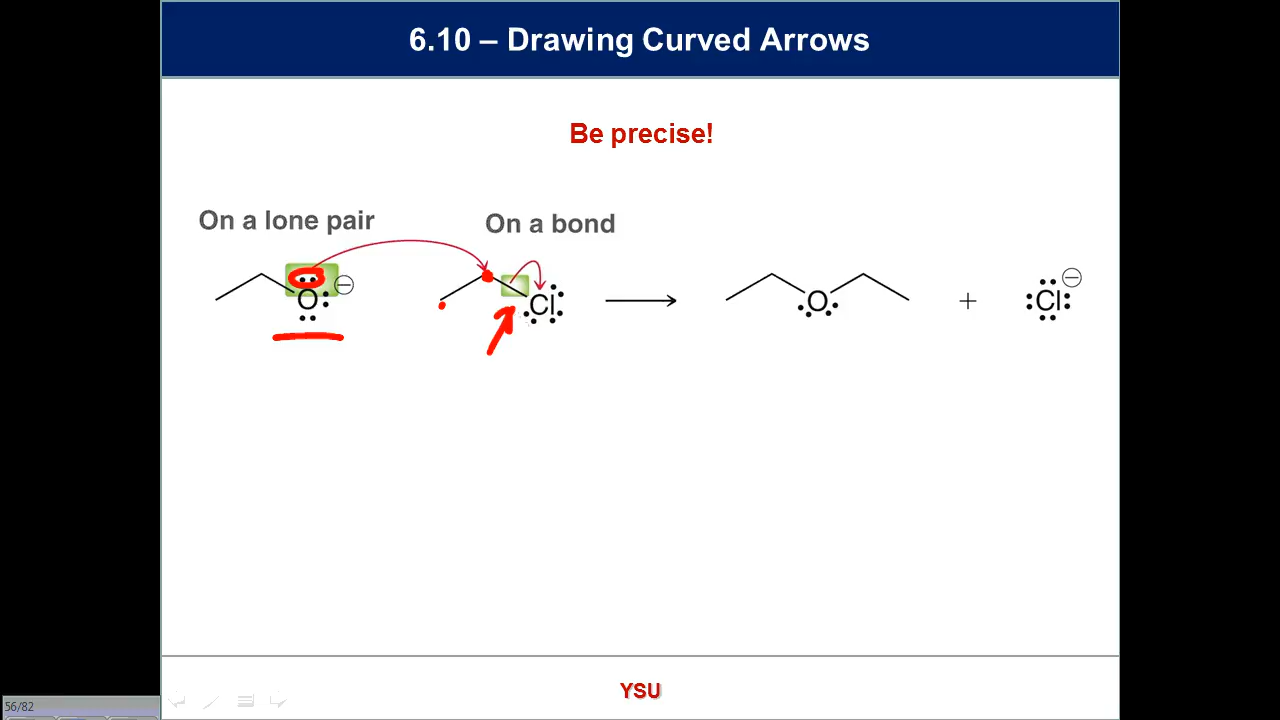 6.10 – Drawing Curved Arrows
Be precise!
On a lone pair
On a bond
O ⊖ Cl O + Cl ⊖
YSU
56/82